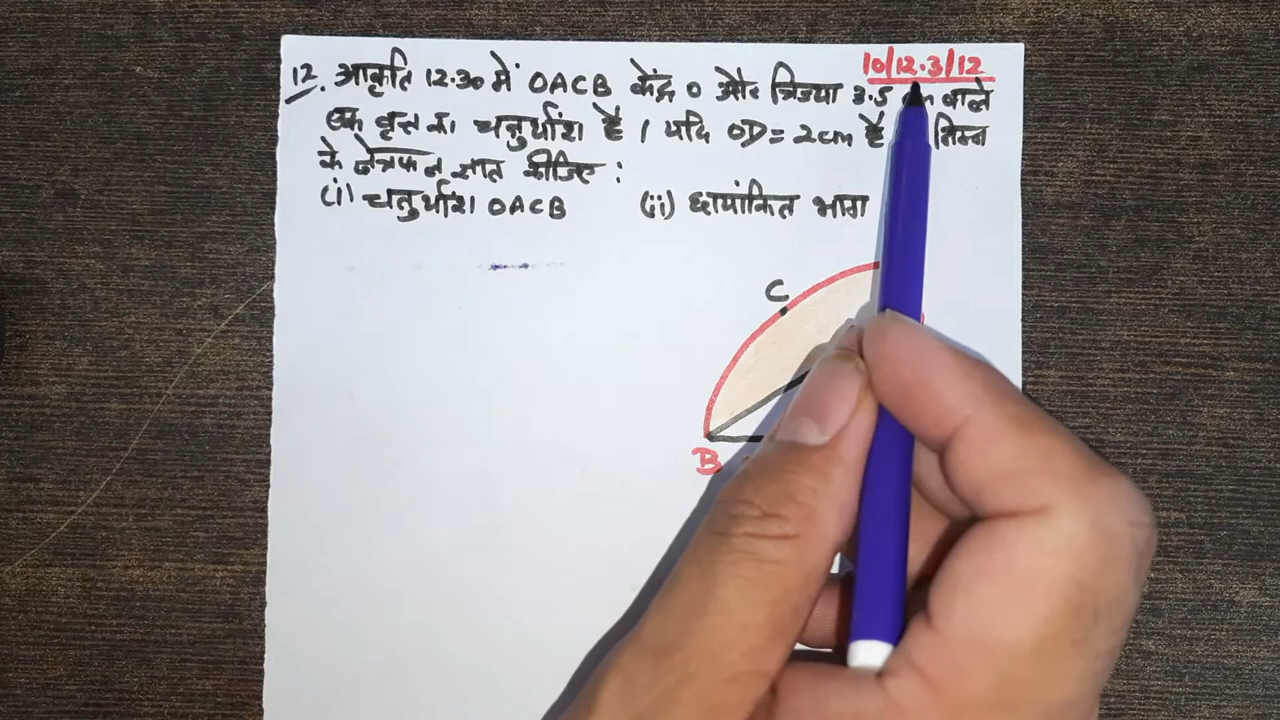 10/12.3/12
12. आकृति 12.30 में OACB केंद्र O और त्रिज्या 3.5 cm वाले
एक वृत्त का चतुर्थांश है । यदि OD = 2cm है निम्न
के क्षेत्रफल ज्ञात कीजिए :
(i) चतुर्थांश OACB (ii) छायांकित भाग
C
B